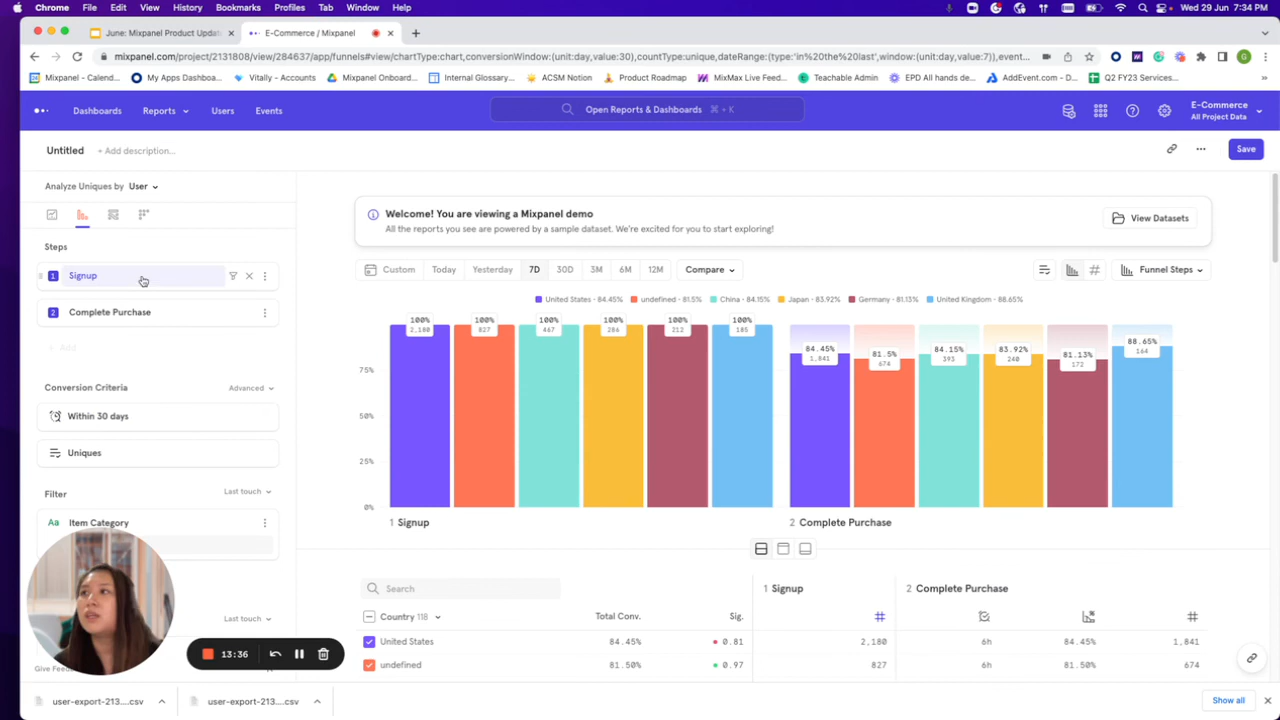 Chrome File Edit View History Bookmarks Profiles Tab Window Help Wed 29 Jun 7:34 PM
June: Mixpanel Product Updat
E-Commerce / Mixpanel
mixpanel.com/project/2131808/view/284637/app/funnels#view/chartType:chart,conversionWindow:(unit:day,value:30),countType:unique,dateRange:(type:'in%20the%20last',window:(unit:day,value:7)),event...
Mixpanel - Calend... My Apps Dashboa... Vitally - Accounts Mixpanel Onboard... Internal Glossary... ACSM Notion Product Roadmap MixMax Live Feed... Teachable Admin EPD All hands de... AddEvent.com - D... Q2 FY23 Services...
Dashboards Reports Users Events
Open Reports & Dashboards ⌘ + K
E-Commerce
All Project Data
Untitled + Add description... Save
Analyze Uniques by User
Steps
1 Signup
2 Complete Purchase
+ Add
Conversion Criteria Advanced
Within 30 days
Uniques
Filter Last touch
Aa Item Category
Last touch
Give Feed
13:36
Welcome! You are viewing a Mixpanel demo
All the reports you see are powered by a sample dataset. We're excited for you to start exploring!
View Datasets
Custom Today Yesterday 7D 30D 3M 6M 12M Compare Funnel Steps
United States - 84.45% undefined - 81.5% China - 84.15% Japan - 83.92% Germany - 81.13% United Kingdom - 88.65%
100% 100% 100% 100% 100% 100%
2,180 827 467 286 212 185
84.45% 81.5% 84.15% 83.92% 81.13% 88.65%
1,841 674 393 240 172 164
75%
50%
25%
0%
1 Signup 2 Complete Purchase
Search 1 Signup 2 Complete Purchase
Country 118 Total Conv. Sig. # #
United States 84.45% 0.81 2,180 6h 84.45% 1,841
undefined 81.50% 0.97 827 6h 81.50% 674
user-export-213....csv user-export-213....csv Show all